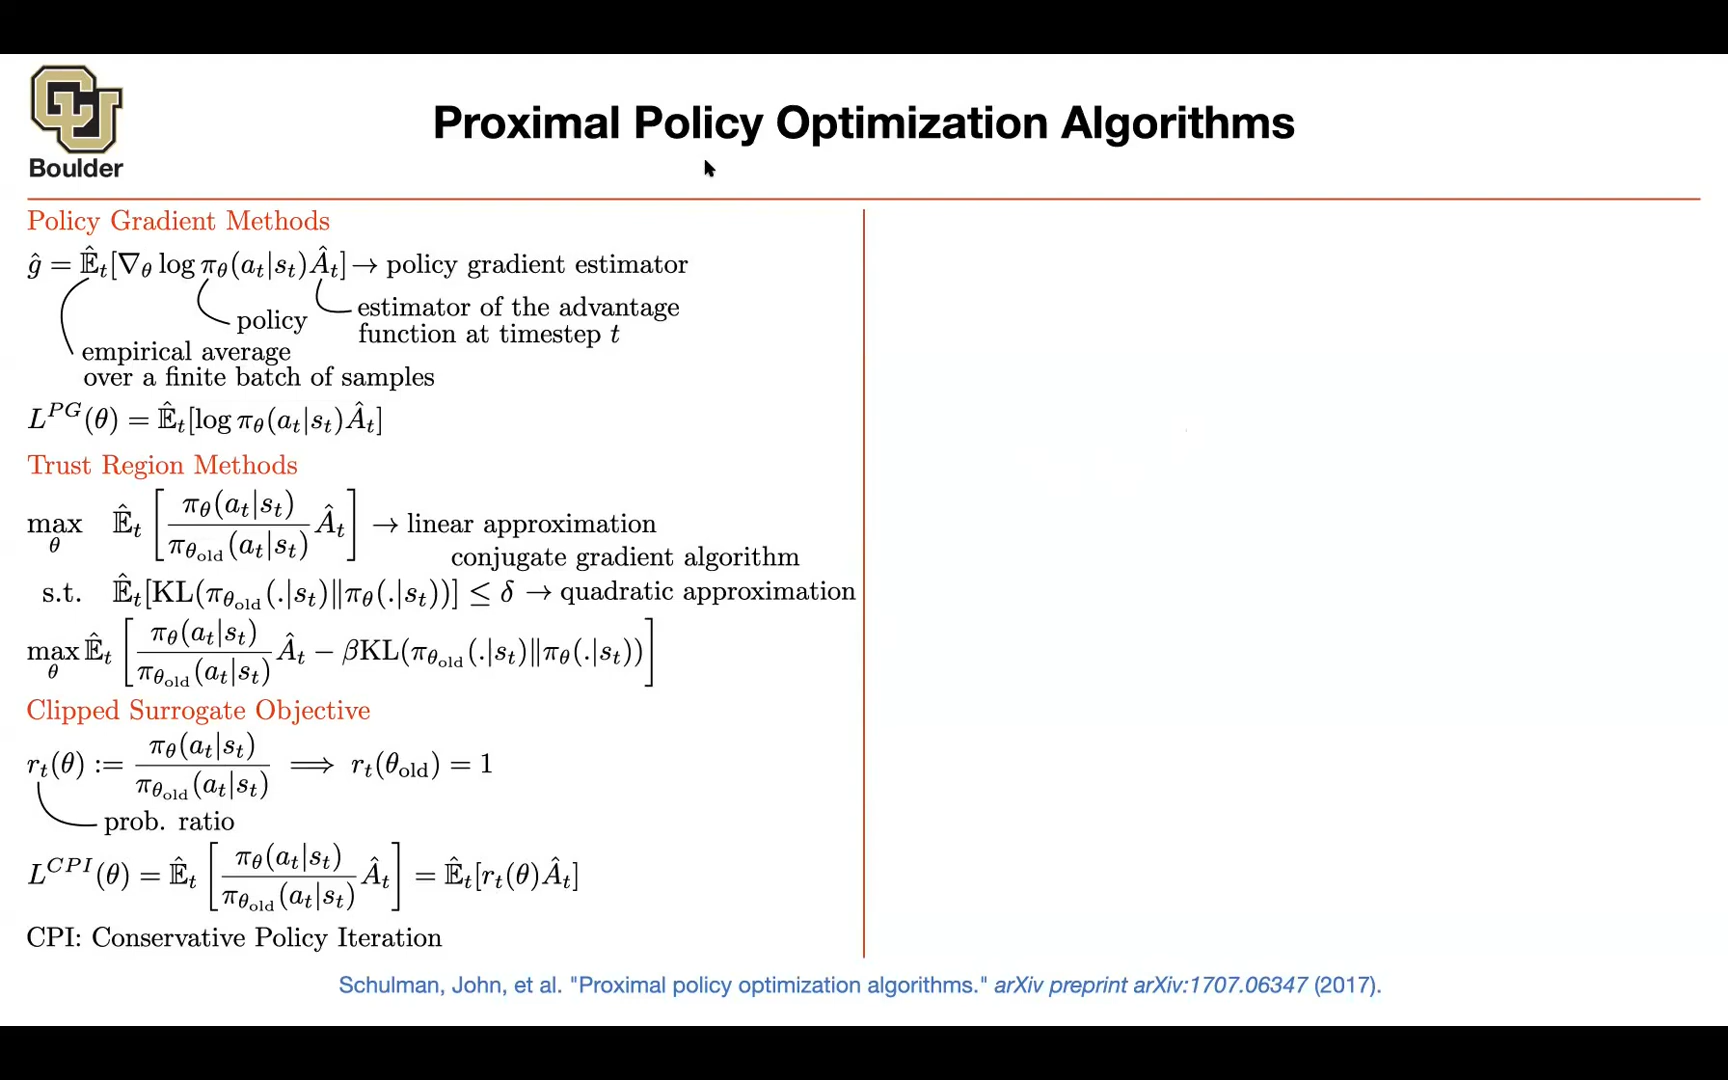 CU
Boulder
Proximal Policy Optimization Algorithms
Policy Gradient Methods
ĝ = Ê_t[∇_θ log π_θ(a_t|s_t)Â_t] → policy gradient estimator
estimator of the advantage
function at timestep t
policy
empirical average
over a finite batch of samples
L^{PG}(θ) = Ê_t[log π_θ(a_t|s_t)Â_t]
Trust Region Methods
max_θ Ê_t [π_θ(a_t|s_t) / π_{θ_old}(a_t|s_t) Â_t] → linear approximation
conjugate gradient algorithm
s.t. Ê_t[KL(π_{θ_old}(.|s_t)‖π_θ(.|s_t))] ≤ δ → quadratic approximation
max_θ Ê_t [π_θ(a_t|s_t) / π_{θ_old}(a_t|s_t) Â_t − βKL(π_{θ_old}(.|s_t)‖π_θ(.|s_t))]
Clipped Surrogate Objective
r_t(θ) := π_θ(a_t|s_t) / π_{θ_old}(a_t|s_t) ⟹ r_t(θ_old) = 1
prob. ratio
L^{CPI}(θ) = Ê_t [π_θ(a_t|s_t) / π_{θ_old}(a_t|s_t) Â_t] = Ê_t[r_t(θ)Â_t]
CPI: Conservative Policy Iteration
Schulman, John, et al. "Proximal policy optimization algorithms." arXiv preprint arXiv:1707.06347 (2017).